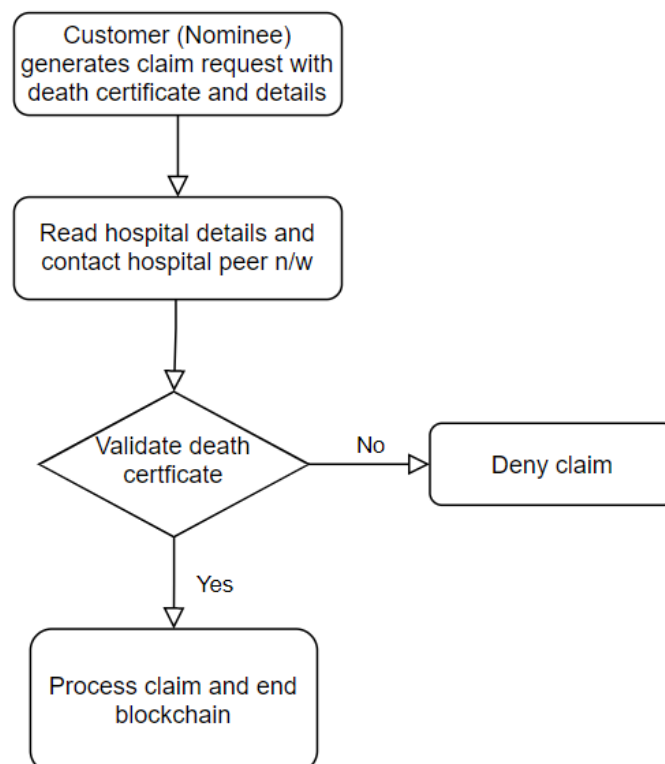 Customer (Nominee)
generates claim request with
death certificate and details
Read hospital details and
contact hospital peer n/w
Validate death
certficate
No
Deny claim
Yes
Process claim and end
blockchain